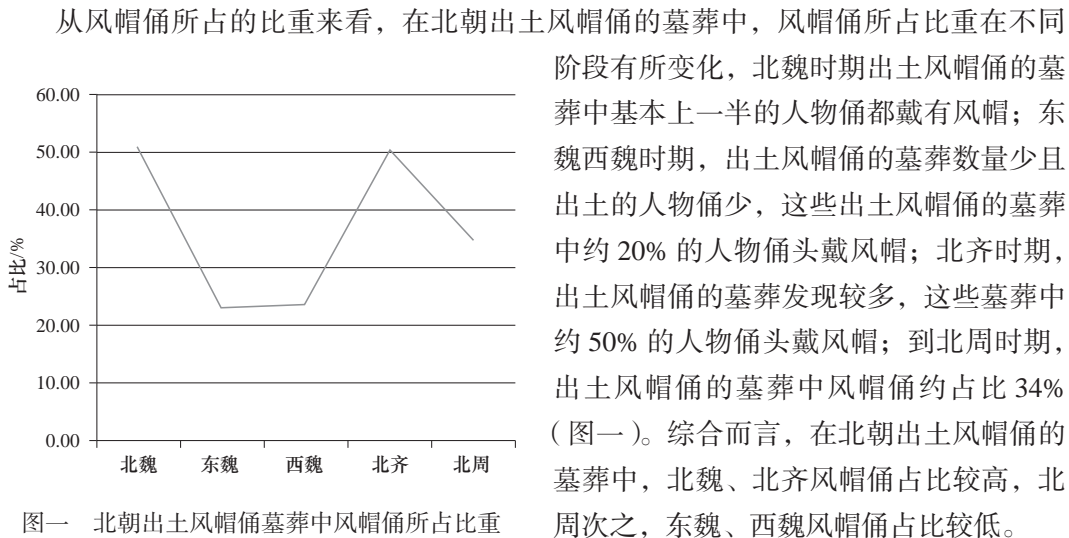 从风帽俑所占的比重来看，在北朝出土风帽俑的墓葬中，风帽俑所占比重在不同
阶段有所变化，北魏时期出土风帽俑的墓
葬中基本上一半的人物俑都戴有风帽；东
魏西魏时期，出土风帽俑的墓葬数量少且
出土的人物俑少，这些出土风帽俑的墓葬
中约 20% 的人物俑头戴风帽；北齐时期，
出土风帽俑的墓葬发现较多，这些墓葬中
约 50% 的人物俑头戴风帽；到北周时期，
出土风帽俑的墓葬中风帽俑约占比 34%
（图一）。综合而言，在北朝出土风帽俑的
墓葬中，北魏、北齐风帽俑占比较高，北
周次之，东魏、西魏风帽俑占比较低。
占比/%
60.00
50.00
40.00
30.00
20.00
10.00
0.00
北魏 东魏 西魏 北齐 北周
图一 北朝出土风帽俑墓葬中风帽俑所占比重